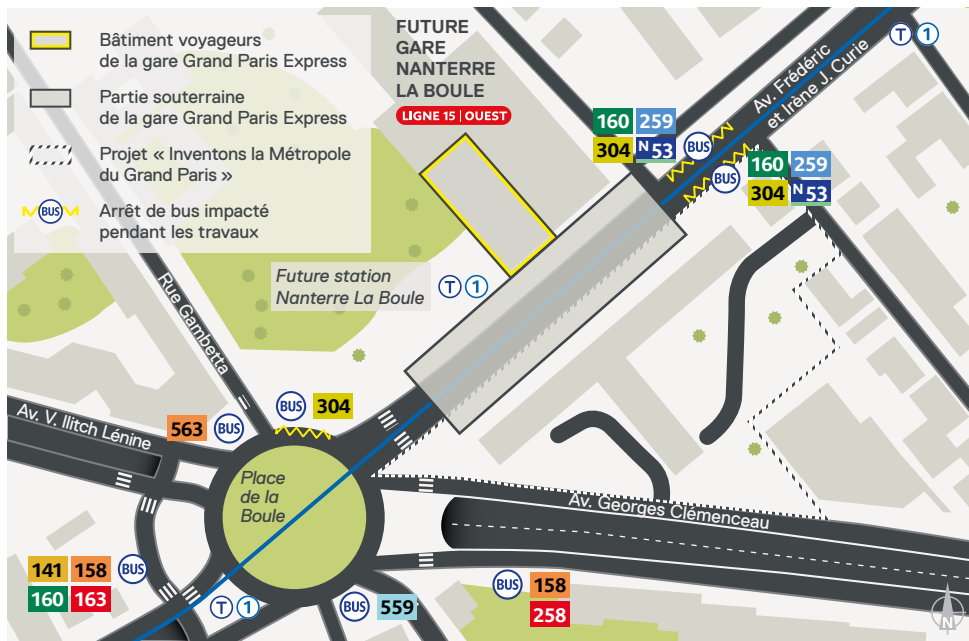 Bâtiment voyageurs
de la gare Grand Paris Express
Partie souterraine
de la gare Grand Paris Express
Projet « Inventons la Métropole
du Grand Paris »
BUS
Arrêt de bus impacté
pendant les travaux
FUTURE
GARE
NANTERRE
LA BOULE
LIGNE 15 | OUEST
T 1
Av. Frédéric
et Irène J. Curie
160 259
304 N53
BUS
BUS
160 259
304 N53
Future station
Nanterre La Boule
T 1
Rue Gambetta
Av. V. Ilitch Lénine
563 BUS
BUS 304
Place
de la
Boule
Av. Georges Clémenceau
141 158 BUS
160 163
T 1
BUS 559
BUS 158
258
N